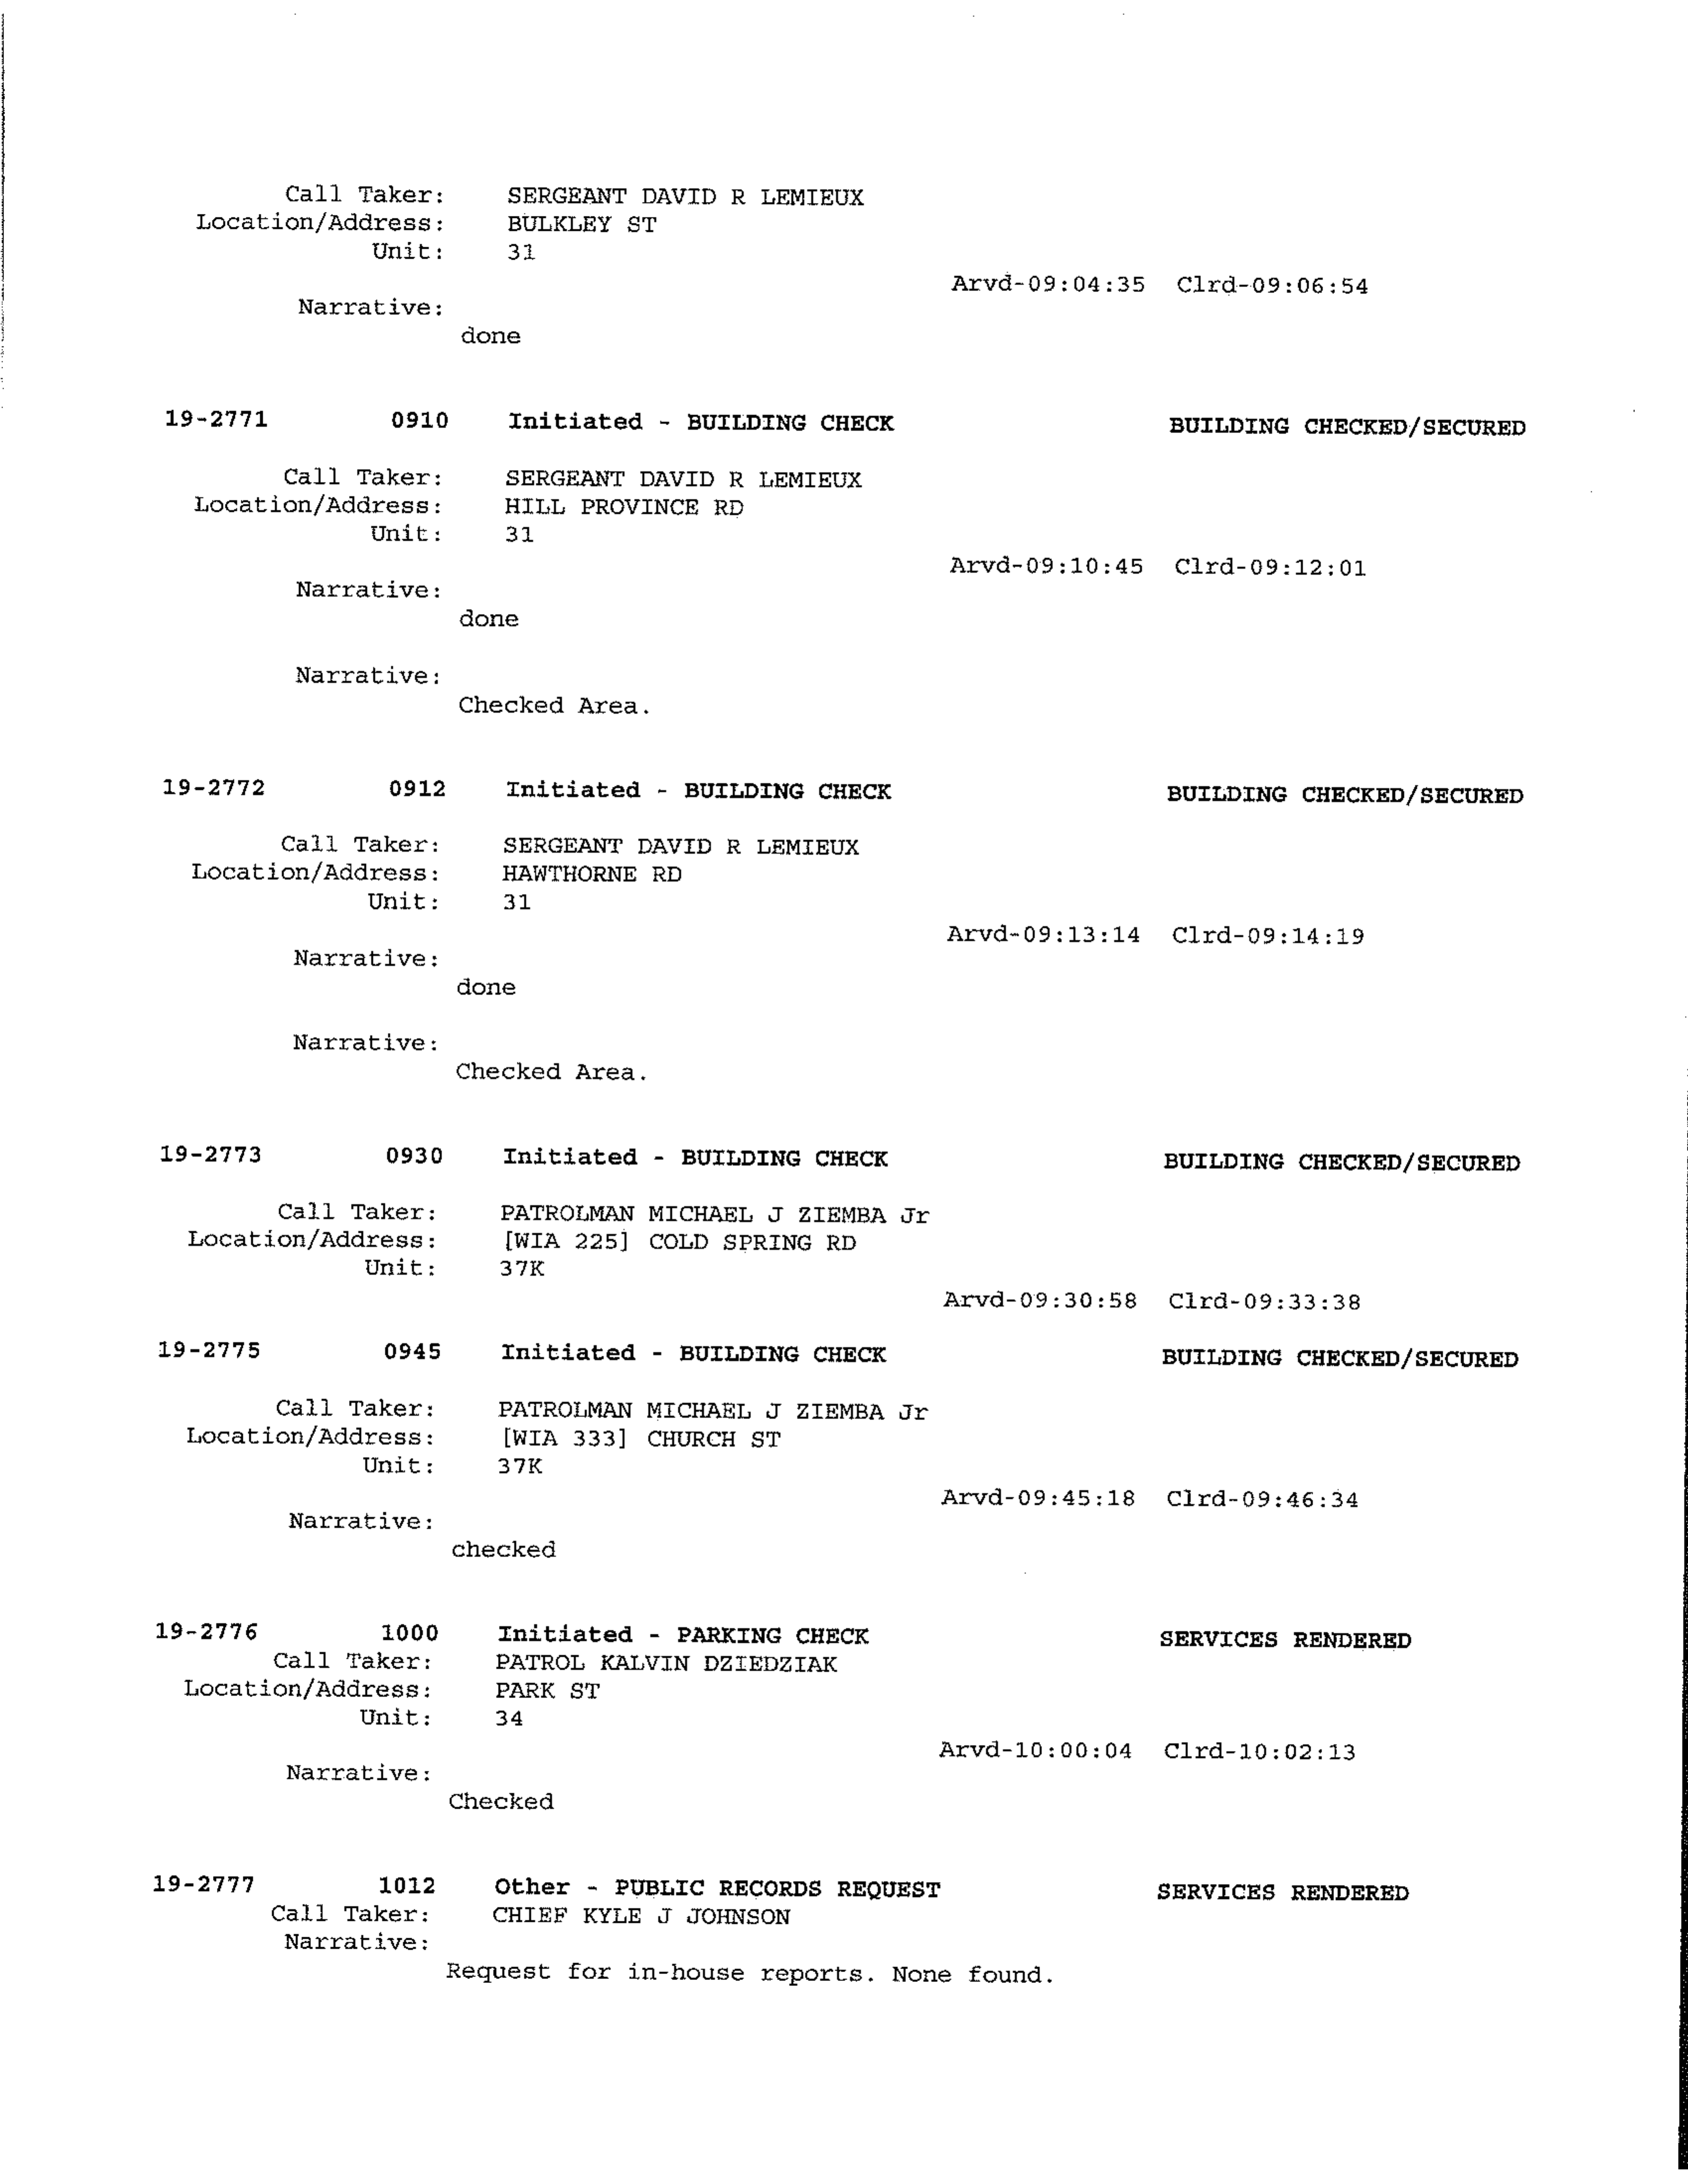 Call Taker: SERGEANT DAVID R LEMIEUX
Location/Address: BULKLEY ST
Unit: 31
Arvd-09:04:35 Clrd-09:06:54
Narrative:
done
19-2771 0910 Initiated - BUILDING CHECK BUILDING CHECKED/SECURED
Call Taker: SERGEANT DAVID R LEMIEUX
Location/Address: HILL PROVINCE RD
Unit: 31
Arvd-09:10:45 Clrd-09:12:01
Narrative:
done
Narrative:
Checked Area.
19-2772 0912 Initiated - BUILDING CHECK BUILDING CHECKED/SECURED
Call Taker: SERGEANT DAVID R LEMIEUX
Location/Address: HAWTHORNE RD
Unit: 31
Arvd-09:13:14 Clrd-09:14:19
Narrative:
done
Narrative:
Checked Area.
19-2773 0930 Initiated - BUILDING CHECK BUILDING CHECKED/SECURED
Call Taker: PATROLMAN MICHAEL J ZIEMBA Jr
Location/Address: [WIA 225] COLD SPRING RD
Unit: 37K
Arvd-09:30:58 Clrd-09:33:38
19-2775 0945 Initiated - BUILDING CHECK BUILDING CHECKED/SECURED
Call Taker: PATROLMAN MICHAEL J ZIEMBA Jr
Location/Address: [WIA 333] CHURCH ST
Unit: 37K
Arvd-09:45:18 Clrd-09:46:34
Narrative:
checked
19-2776 1000 Initiated - PARKING CHECK SERVICES RENDERED
Call Taker: PATROL KALVIN DZIEDZIAK
Location/Address: PARK ST
Unit: 34
Arvd-10:00:04 Clrd-10:02:13
Narrative:
Checked
19-2777 1012 Other - PUBLIC RECORDS REQUEST SERVICES RENDERED
Call Taker: CHIEF KYLE J JOHNSON
Narrative:
Request for in-house reports. None found.